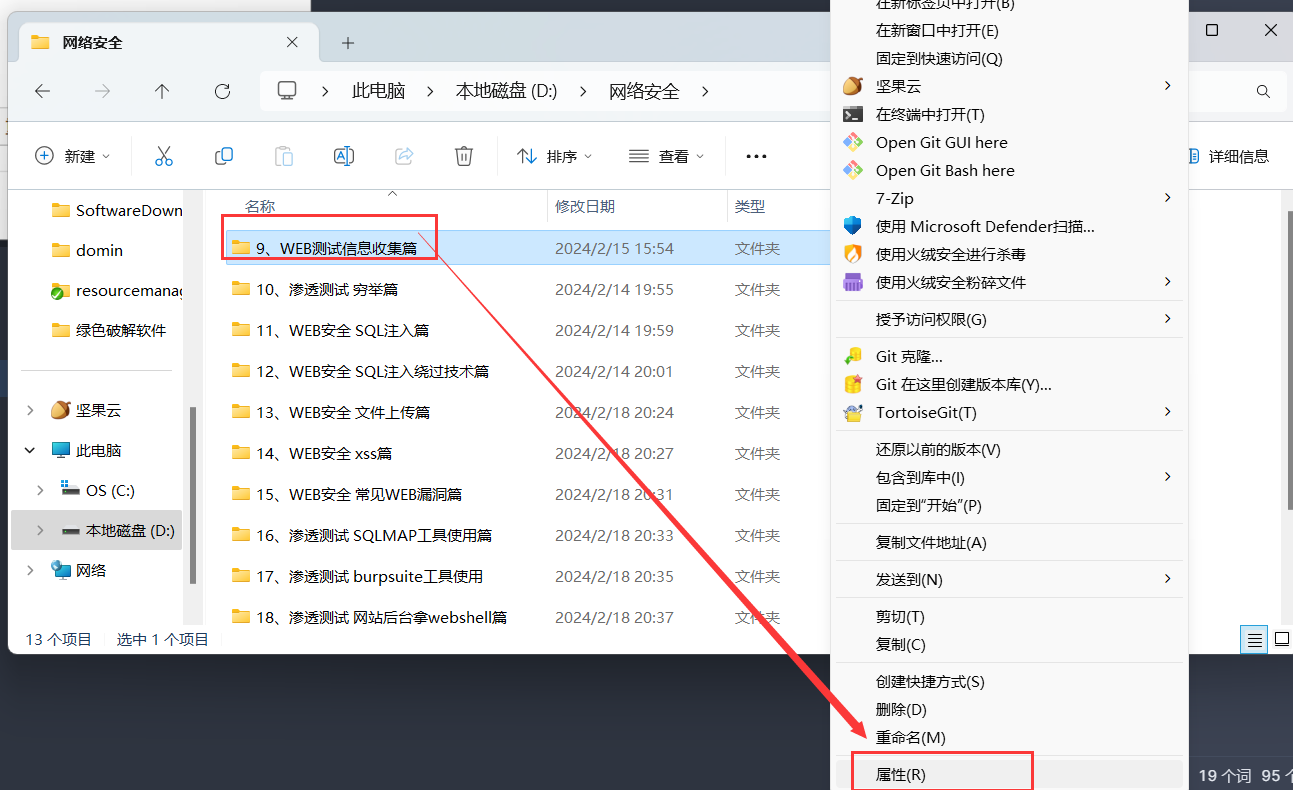 网络安全
此电脑
本地磁盘 (D:)
网络安全
新建
排序
查看
详细信息
SoftwareDown
domin
resourcemana
绿色破解软件
坚果云
此电脑
OS (C:)
本地磁盘 (D:)
网络
名称 修改日期 类型
9、WEB测试信息收集篇 2024/2/15 15:54 文件夹
10、渗透测试 穷举篇 2024/2/14 19:55 文件夹
11、WEB安全 SQL注入篇 2024/2/14 19:59 文件夹
12、WEB安全 SQL注入绕过技术篇 2024/2/14 20:01 文件夹
13、WEB安全 文件上传篇 2024/2/18 20:24 文件夹
14、WEB安全 xss篇 2024/2/18 20:27 文件夹
15、WEB安全 常见WEB漏洞篇 2024/2/18 20:31 文件夹
16、渗透测试 SQLMAP工具使用篇 2024/2/18 20:33 文件夹
17、渗透测试 burpsuite工具使用 2024/2/18 20:35 文件夹
18、渗透测试 网站后台拿webshell篇 2024/2/18 20:37 文件夹
13 个项目 选中 1 个项目
在新标签页中打开(B)
在新窗口中打开(E)
固定到快速访问(Q)
坚果云
在终端中打开(T)
Open Git GUI here
Open Git Bash here
7-Zip
使用 Microsoft Defender扫描...
使用火绒安全进行杀毒
使用火绒安全粉碎文件
授予访问权限(G)
Git 克隆...
Git 在这里创建版本库(Y)...
TortoiseGit(T)
还原以前的版本(V)
包含到库中(I)
固定到“开始”(P)
复制文件地址(A)
发送到(N)
剪切(T)
复制(C)
创建快捷方式(S)
删除(D)
重命名(M)
属性(R)
19 个词 95 个